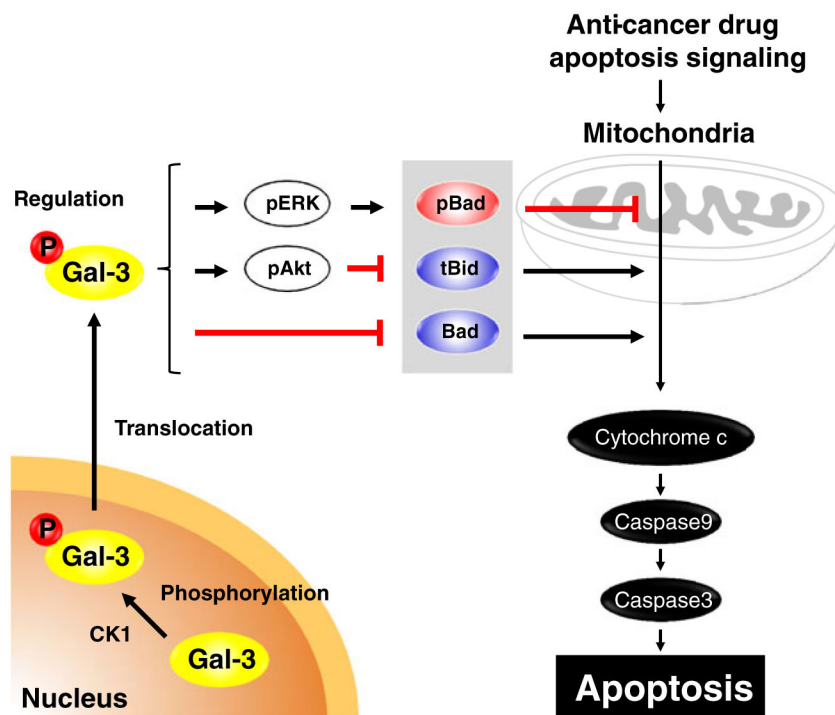 Anti-cancer drug
apoptosis signaling
Mitochondria
Regulation
P
Gal-3
pERK
pBad
pAkt
tBid
Bad
Translocation
Cytochrome c
P
Gal-3
Caspase9
Phosphorylation
Caspase3
CK1
Gal-3
Nucleus
Apoptosis